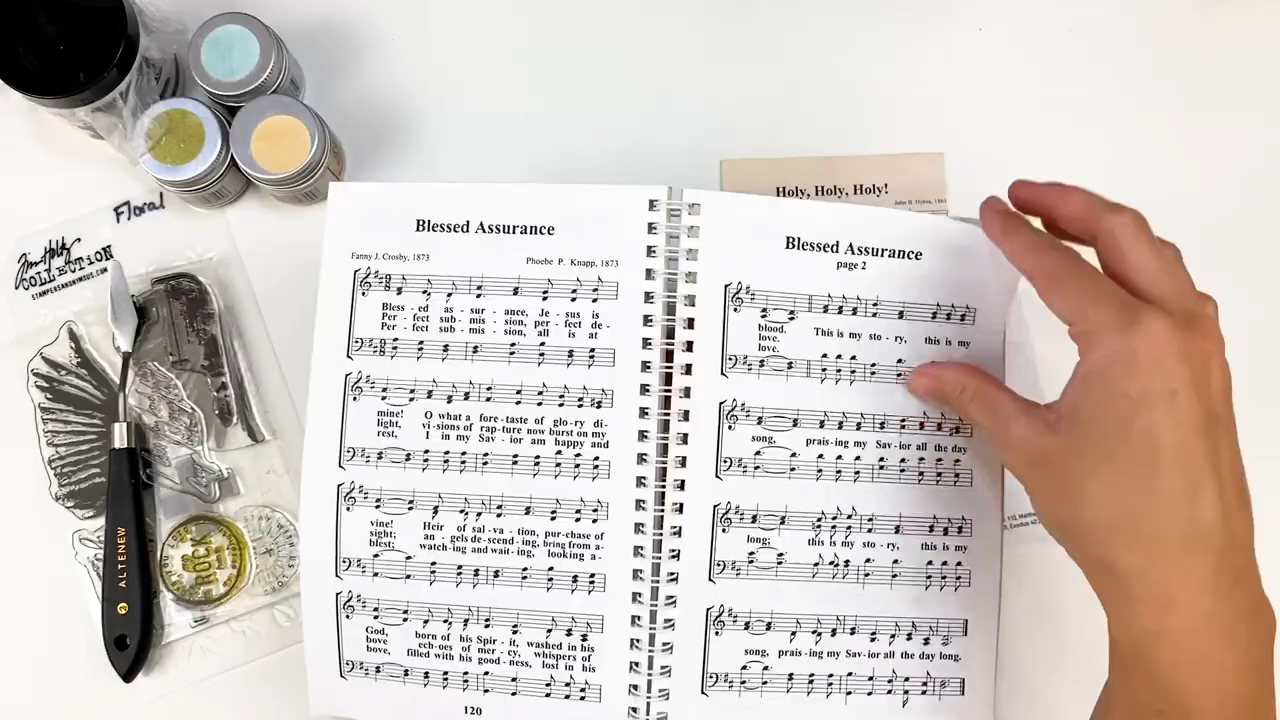 Floral
Tim Holtz
COLLECTION
STAMPERSANONYMOUS.COM
ALTENEW
2
ROCK
Blessed Assurance
Fanny J. Crosby, 1873 Phoebe P. Knapp, 1873
Bless - ed as - sur - ance, Je - sus is
Per - fect sub - mis - sion, per - fect de -
Per - fect sub - mis - sion, all is at
mine! O what a fore - taste of glo - ry di -
light, vi - sions of rap - ture now burst on my
rest, I in my Sav - ior am happy and
vine! Heir of sal - va - tion, pur - chase of
sight; an - gels de - scend - ing, bring from a -
blest; watch - ing and wait - ing, looking a -
God, born of his Spir - it, washed in his
bove ech - oes of mer - cy, whispers of
bove, filled with his good - ness, lost in his
120
Holy, Holy, Holy!
John B. Dykes, 1861
Blessed Assurance
page 2
blood. This is my sto - ry, this is my
love.
love.
song, prais - ing my Sav - ior all the day
long; this is my sto - ry, this is my
song, prais - ing my Sav - ior all the day long.